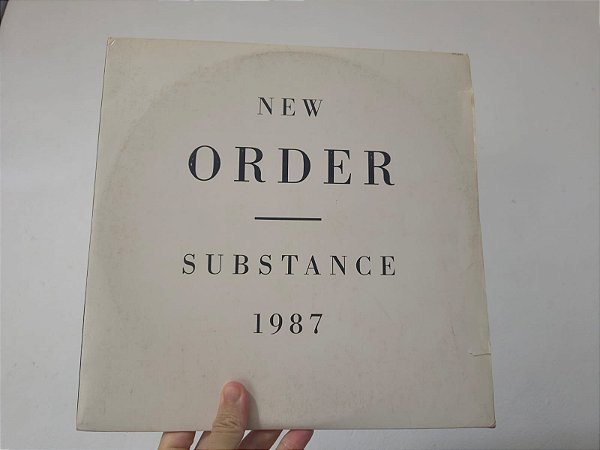 NEW
ORDER
SUBSTANCE
1987